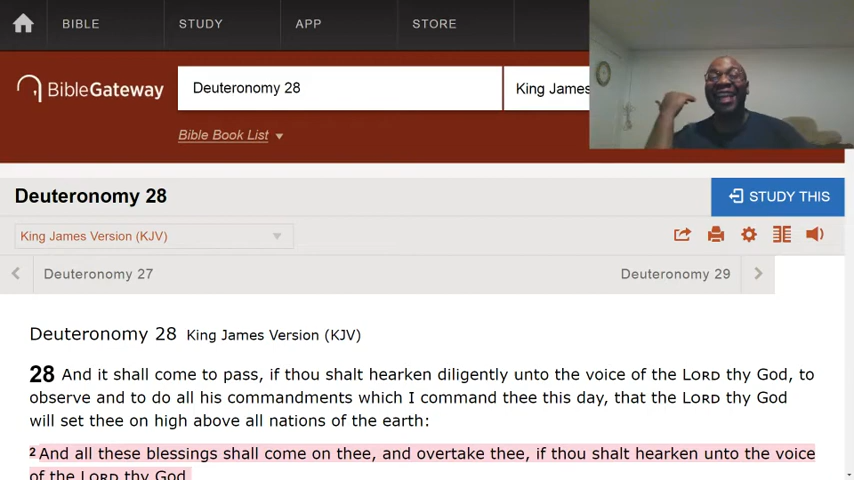 BIBLE STUDY APP STORE
BibleGateway Deuteronomy 28 King James
Bible Book List
Deuteronomy 28 STUDY THIS
King James Version (KJV)
Deuteronomy 27 Deuteronomy 29
Deuteronomy 28 King James Version (KJV)
28 And it shall come to pass, if thou shalt hearken diligently unto the voice of the LORD thy God, to
observe and to do all his commandments which I command thee this day, that the LORD thy God
will set thee on high above all nations of the earth:
2 And all these blessings shall come on thee, and overtake thee, if thou shalt hearken unto the voice
of the LORD thy God.